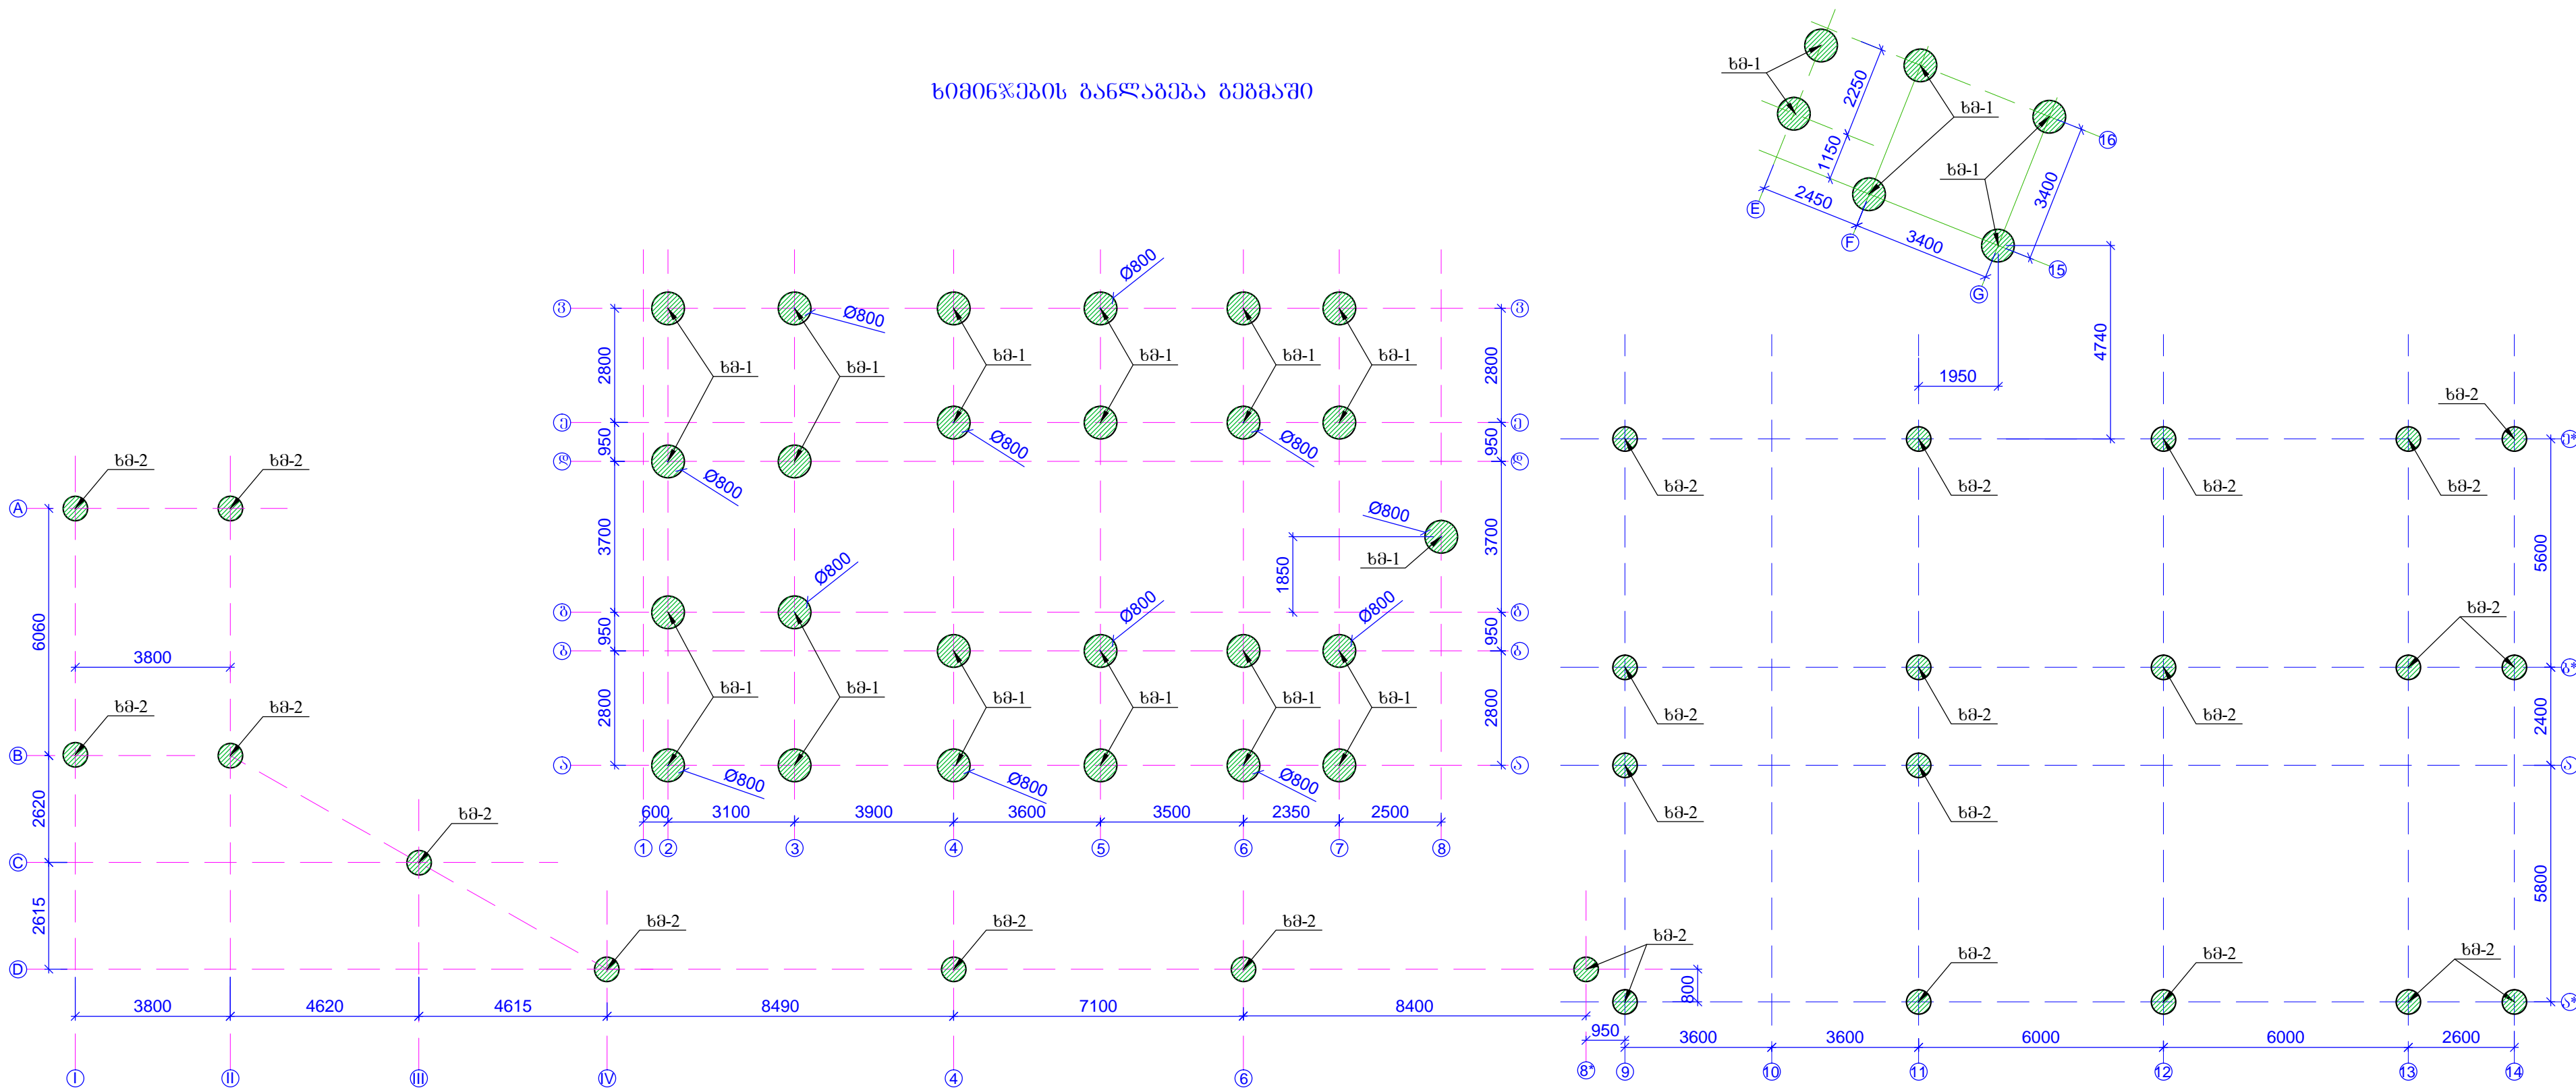 ხიმინჯების განლაგება გეგმაში
ხმ-1
2250
1150
ხმ-1
ხმ-1
16
3400
2450
3400
E
F
G
15
4740
1950
Ø800
Ø800
ვ
ვ
2800
ხმ-1
ხმ-1
ხმ-1
ხმ-1
ხმ-1
ხმ-1
2800
ე
ე
Ø800
Ø800
950
950
დ
დ
Ø800
3700
Ø800
ხმ-1
1850
3700
Ø800
გ
გ
950
Ø800
Ø800
950
ბ
ბ
2800
ხმ-1
ხმ-1
ხმ-1
ხმ-1
ხმ-1
ხმ-1
2800
ა
ა
Ø800
Ø800
Ø800
600
3100
3900
3600
3500
2350
2500
1
2
3
4
5
6
7
8
ხმ-2
ხმ-2
A
6060
3800
ხმ-2
ხმ-2
B
2620
ხმ-2
C
2615
ხმ-2
ხმ-2
ხმ-2
ხმ-2
D
3800
4620
4615
8490
7100
8400
I
II
III
IV
4
6
8*
ხმ-2
ე*
ხმ-2
ხმ-2
ხმ-2
ხმ-2
5600
ხმ-2
ბ*
ხმ-2
ხმ-2
ხმ-2
2400
ა
ხმ-2
ხმ-2
5800
ხმ-2
ხმ-2
ხმ-2
800
ა*
950
3600
3600
6000
6000
2600
9
10
11
12
13
14